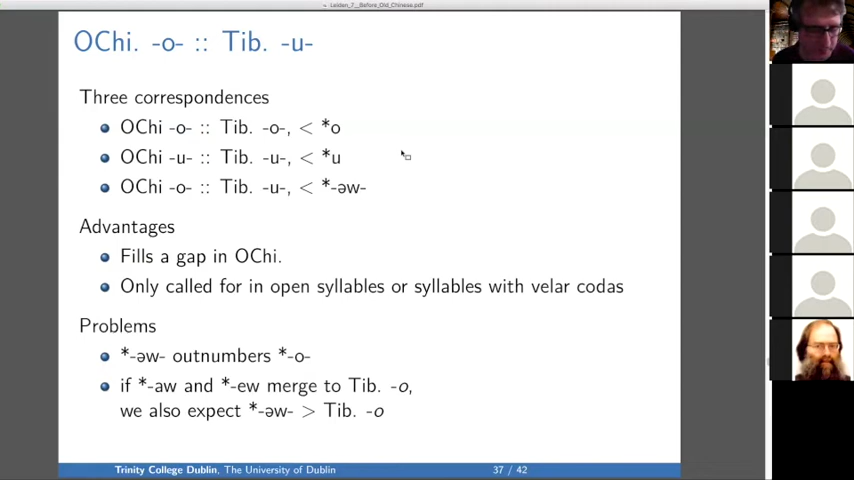 Leiden_7__Before_Old_Chinese.pdf
OChi. -o- :: Tib. -u-
Three correspondences
OChi -o- :: Tib. -o-, < *o
OChi -u- :: Tib. -u-, < *u
OChi -o- :: Tib. -u-, < *-əw-
Advantages
Fills a gap in OChi.
Only called for in open syllables or syllables with velar codas
Problems
*-əw- outnumbers *-o-
if *-aw and *-ew merge to Tib. -o,
we also expect *-əw- > Tib. -o
Trinity College Dublin, The University of Dublin 37 / 42